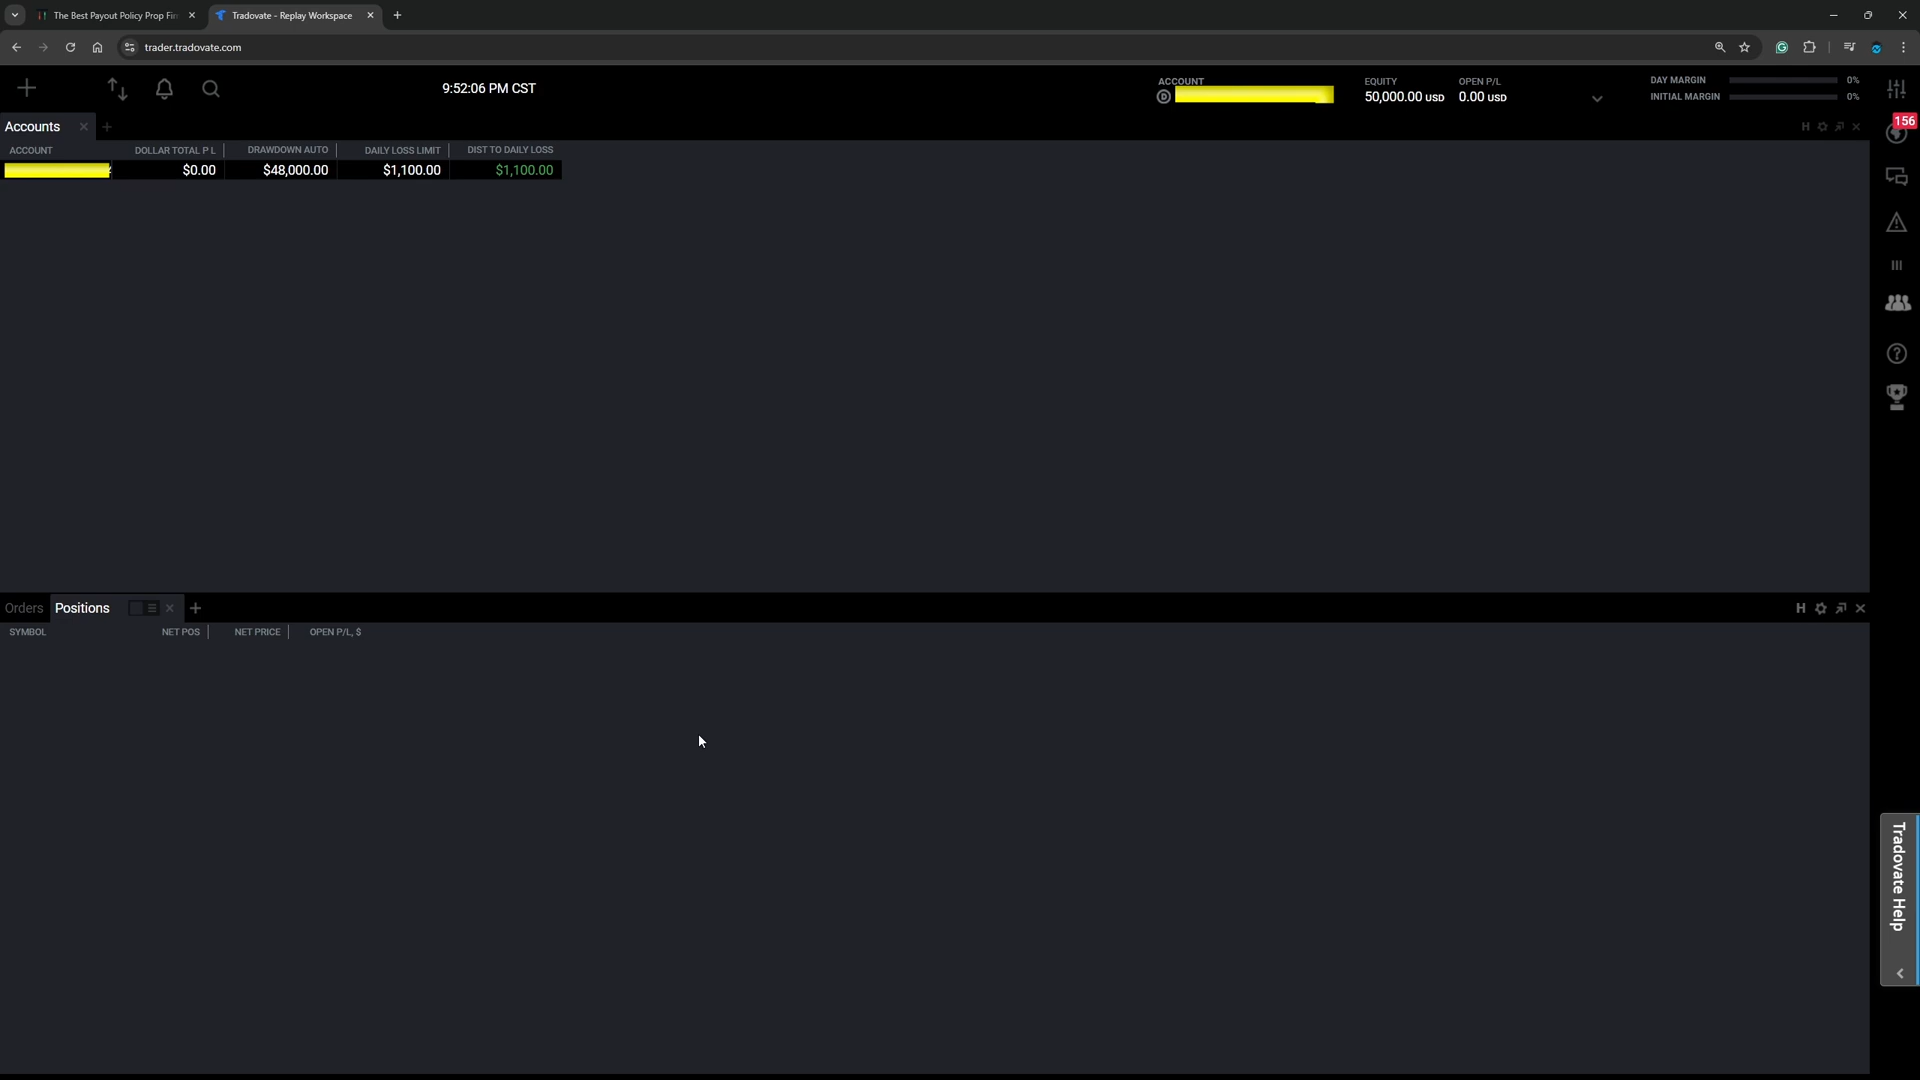 The Best Payout Policy Prop Fir
Tradovate - Replay Workspace
trader.tradovate.com
9:52:06 PM CST
ACCOUNT
D
EQUITY
50,000.00 USD
OPEN P/L
0.00 USD
DAY MARGIN 0%
INITIAL MARGIN 0%
156
Accounts
H
ACCOUNT DOLLAR TOTAL P L DRAWDOWN AUTO DAILY LOSS LIMIT DIST TO DAILY LOSS
$0.00 $48,000.00 $1,100.00 $1,100.00
Orders Positions
H
SYMBOL NET POS NET PRICE OPEN P/L, $
Tradovate Help